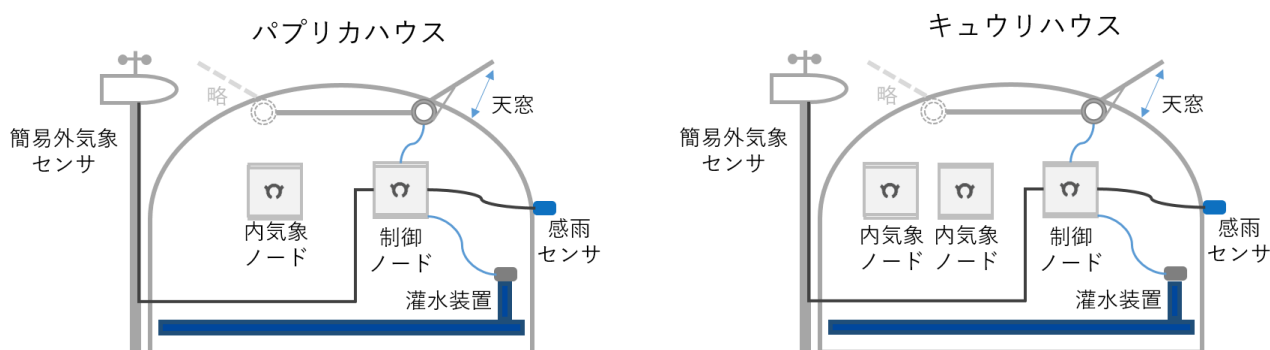 パプリカハウス
略
天窓
簡易外気象
センサ
内気象
ノード
制御
ノード
感雨
センサ
灌水装置
キュウリハウス
略
天窓
簡易外気象
センサ
内気象
ノード
内気象
ノード
制御
ノード
感雨
センサ
灌水装置